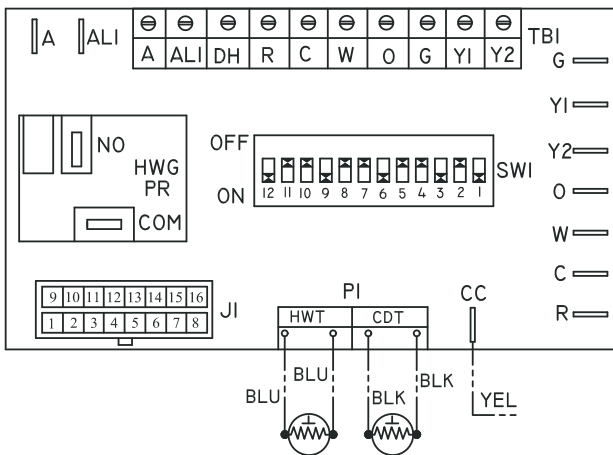 A
AL1
A AL1 DH R C W O G Y1 Y2
TB1
G
Y1
Y2
O
W
C
R
NO
HWG
PR
COM
OFF
ON
12 11 10 9 8 7 6 5 4 3 2 1
SW1
9 10 11 12 13 14 15 16
1 2 3 4 5 6 7 8
J1
P1
HWT CDT
CC
BLU
BLU
BLK
BLK
YEL